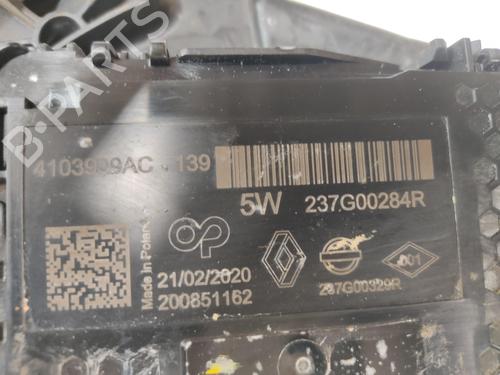 B-PARTS
4103999AC 139
5W 237G00284R
Made in Poland
21/02/2020
200851162
001
237G00329R